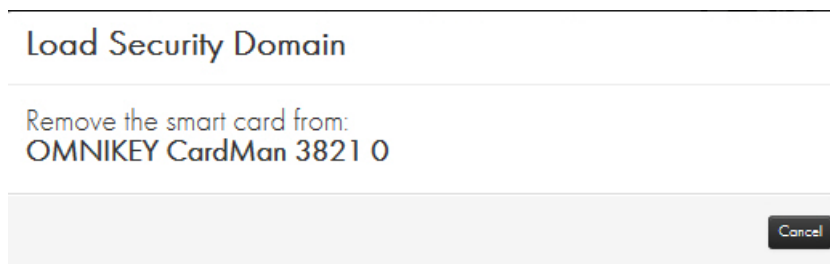 Load Security Domain
Remove the smart card from:
OMNIKEY CardMan 3821 0
Cancel